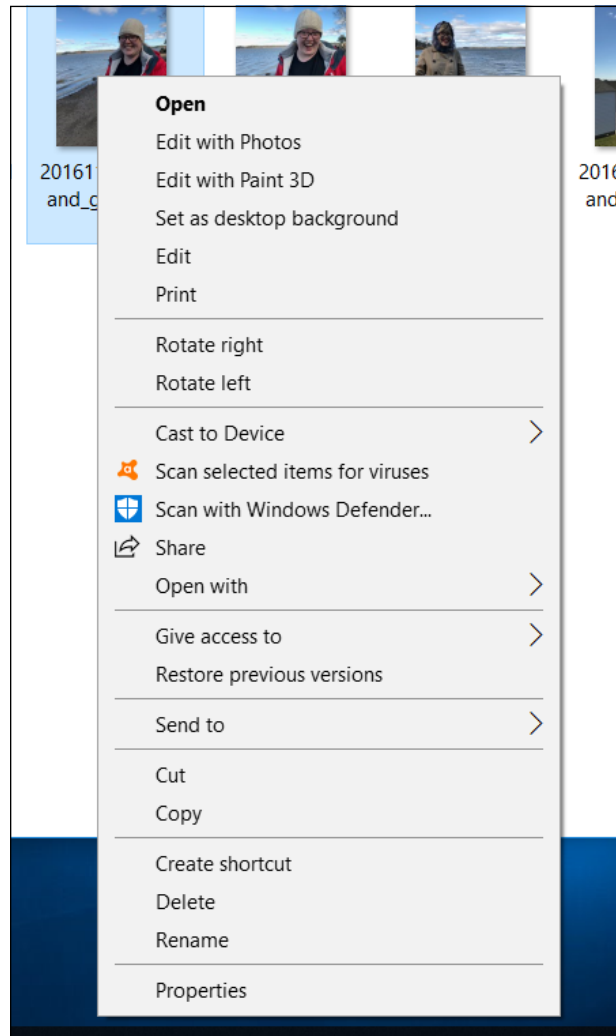 Open
Edit with Photos
Edit with Paint 3D
Set as desktop background
Edit
Print
Rotate right
Rotate left
Cast to Device
Scan selected items for viruses
Scan with Windows Defender...
Share
Open with
Give access to
Restore previous versions
Send to
Cut
Copy
Create shortcut
Delete
Rename
Properties